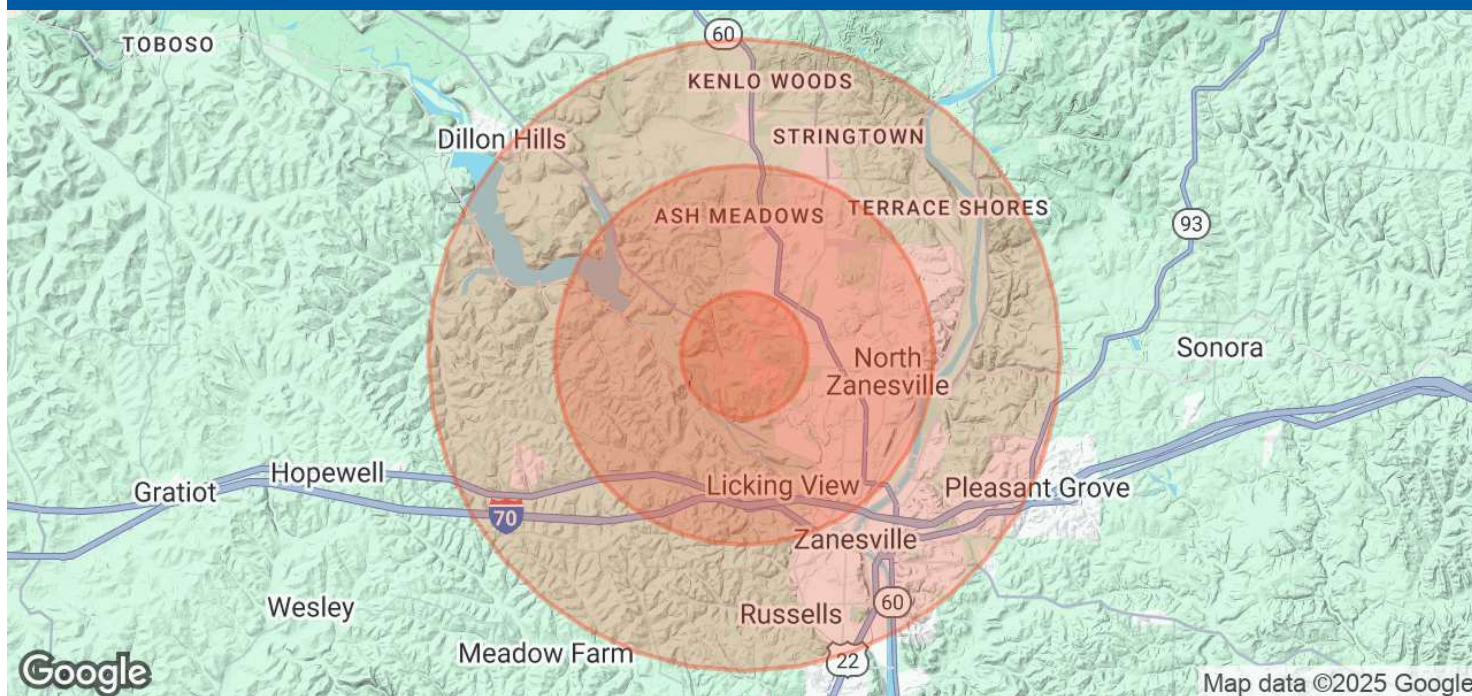 60
TOBOSO
KENLO WOODS
Dillon Hills
STRINGTOWN
ASH MEADOWS
TERRACE SHORES
93
North
Zanesville
Sonora
Hopewell
Gratiot
Licking View
Pleasant Grove
70
Zanesville
Wesley
Russells
60
Meadow Farm
22
Google
Map data ©2025 Google